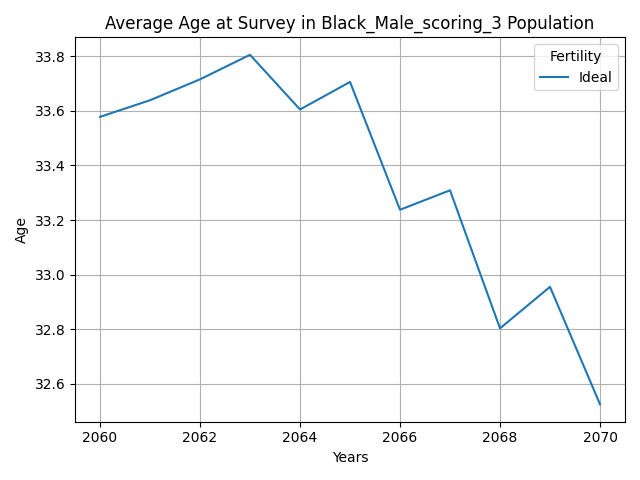 Average Age at Survey in Black_Male_scoring_3 Population
Fertility
Ideal
33.8
33.6
33.4
33.2
33.0
32.8
32.6
Age
2060
2062
2064
2066
2068
2070
Years